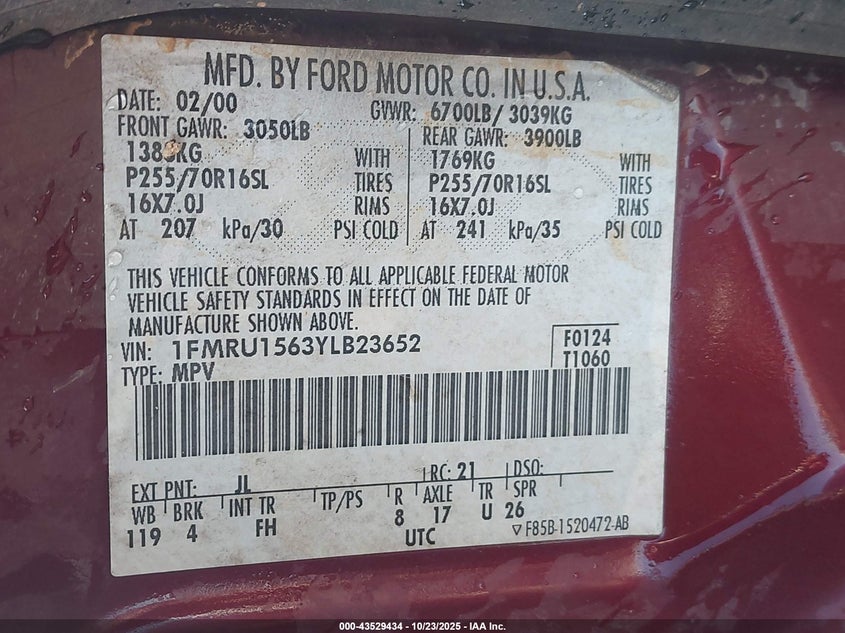 MFD. BY FORD MOTOR CO. IN U.S.A.
DATE: 02/00 GVWR: 6700LB/ 3039KG
FRONT GAWR: 3050LB REAR GAWR: 3900LB
1383KG WITH 1769KG WITH
P255/70R16SL TIRES P255/70R16SL TIRES
16X7.0J RIMS 16X7.0J RIMS
AT 207 kPa/30 PSI COLD AT 241 kPa/35 PSI COLD
THIS VEHICLE CONFORMS TO ALL APPLICABLE FEDERAL MOTOR
VEHICLE SAFETY STANDARDS IN EFFECT ON THE DATE OF
MANUFACTURE SHOWN ABOVE.
VIN: 1FMRU1563YLB23652 F0124
TYPE: MPV T1060
EXT PNT: JL RC: 21 DSO:
WB BRK INT TR TP/PS R AXLE TR SPR
119 4 FH 8 17 U 26
UTC ▽F85B-1520472-AB
000-43529434 - 10/23/2025 - IAA Inc.